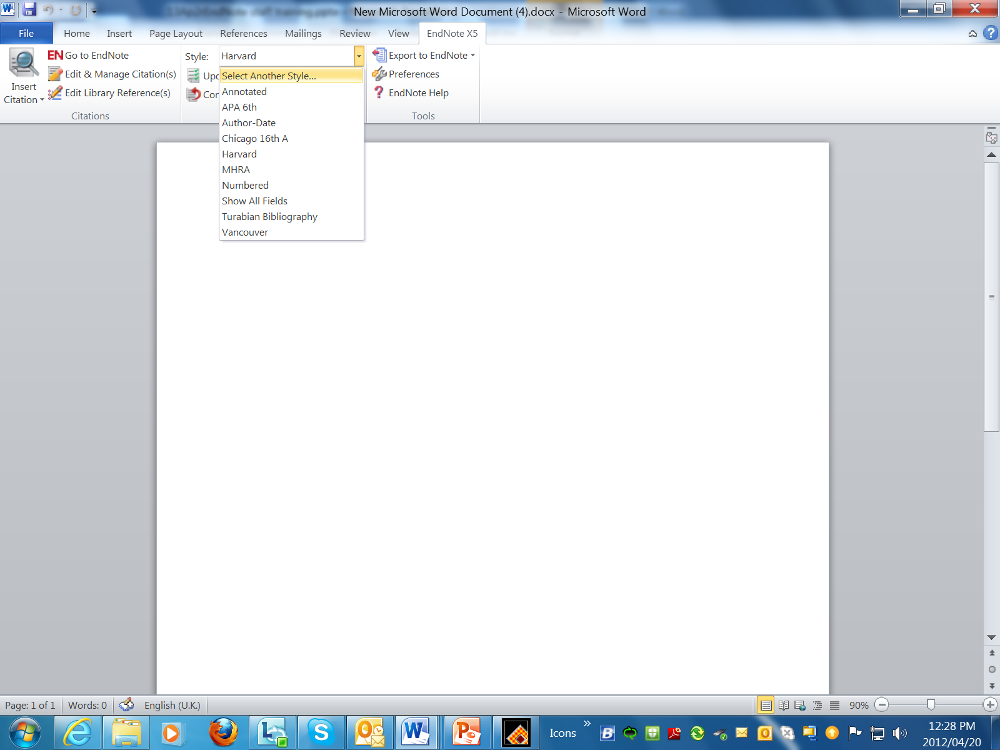 New Microsoft Word Document (4).docx - Microsoft Word
File Home Insert Page Layout References Mailings Review View EndNote X5
Insert Citation
EN Go to EndNote
Edit & Manage Citation(s)
Edit Library Reference(s)
Citations
Style: Harvard
Select Another Style...
Annotated
APA 6th
Author-Date
Chicago 16th A
Harvard
MHRA
Numbered
Show All Fields
Turabian Bibliography
Vancouver
Export to EndNote
Preferences
EndNote Help
Tools
Page: 1 of 1 Words: 0 English (U.K.) 90%
Icons
12:28 PM
2012/04/20